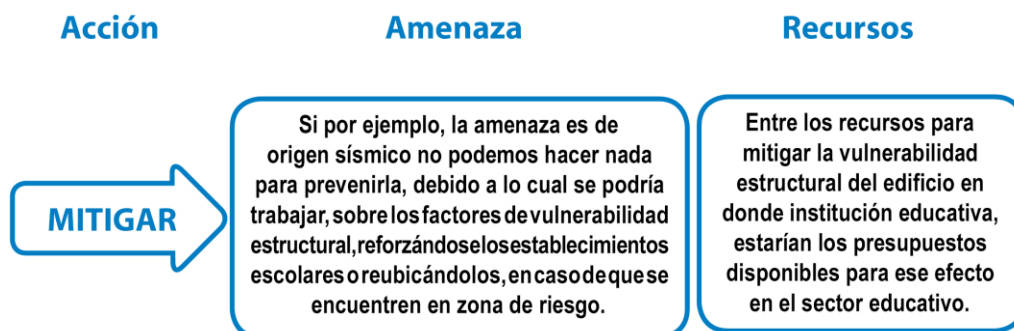 Acción
Amenaza
Recursos
MITIGAR
Si por ejemplo, la amenaza es de
origen sísmico no podemos hacer nada
para prevenirla, debido a lo cual se podría
trabajar, sobre los factores de vulnerabilidad
estructural, reforzándose los establecimientos
escolares o reubicándolos, en caso de que se
encuentren en zona de riesgo.
Entre los recursos para
mitigar la vulnerabilidad
estructural del edificio en
donde institución educativa,
estarían los presupuestos
disponibles para ese efecto
en el sector educativo.